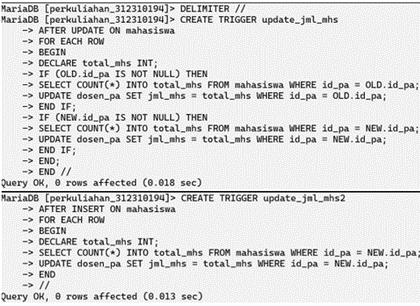 MariaDB [perkuliahan_312310194]> DELIMITER //
MariaDB [perkuliahan_312310194]> CREATE TRIGGER update_jml_mhs
    -> AFTER UPDATE ON mahasiswa
    -> FOR EACH ROW
    -> BEGIN
    -> DECLARE total_mhs INT;
    -> IF (OLD.id_pa IS NOT NULL) THEN
    -> SELECT COUNT(*) INTO total_mhs FROM mahasiswa WHERE id_pa = OLD.id_pa;
    -> UPDATE dosen_pa SET jml_mhs = total_mhs WHERE id_pa = OLD.id_pa;
    -> END IF;
    -> IF (NEW.id_pa IS NOT NULL) THEN
    -> SELECT COUNT(*) INTO total_mhs FROM mahasiswa WHERE id_pa = NEW.id_pa;
    -> UPDATE dosen_pa SET jml_mhs = total_mhs WHERE id_pa = NEW.id_pa;
    -> END IF;
    -> END;
    -> END //
Query OK, 0 rows affected (0.018 sec)
MariaDB [perkuliahan_312310194]> CREATE TRIGGER update_jml_mhs2
    -> AFTER INSERT ON mahasiswa
    -> FOR EACH ROW
    -> BEGIN
    -> DECLARE total_mhs INT;
    -> SELECT COUNT(*) INTO total_mhs FROM mahasiswa WHERE id_pa = NEW.id_pa;
    -> UPDATE dosen_pa SET jml_mhs = total_mhs WHERE id_pa = NEW.id_pa;
    -> END
    -> //
Query OK, 0 rows affected (0.013 sec)